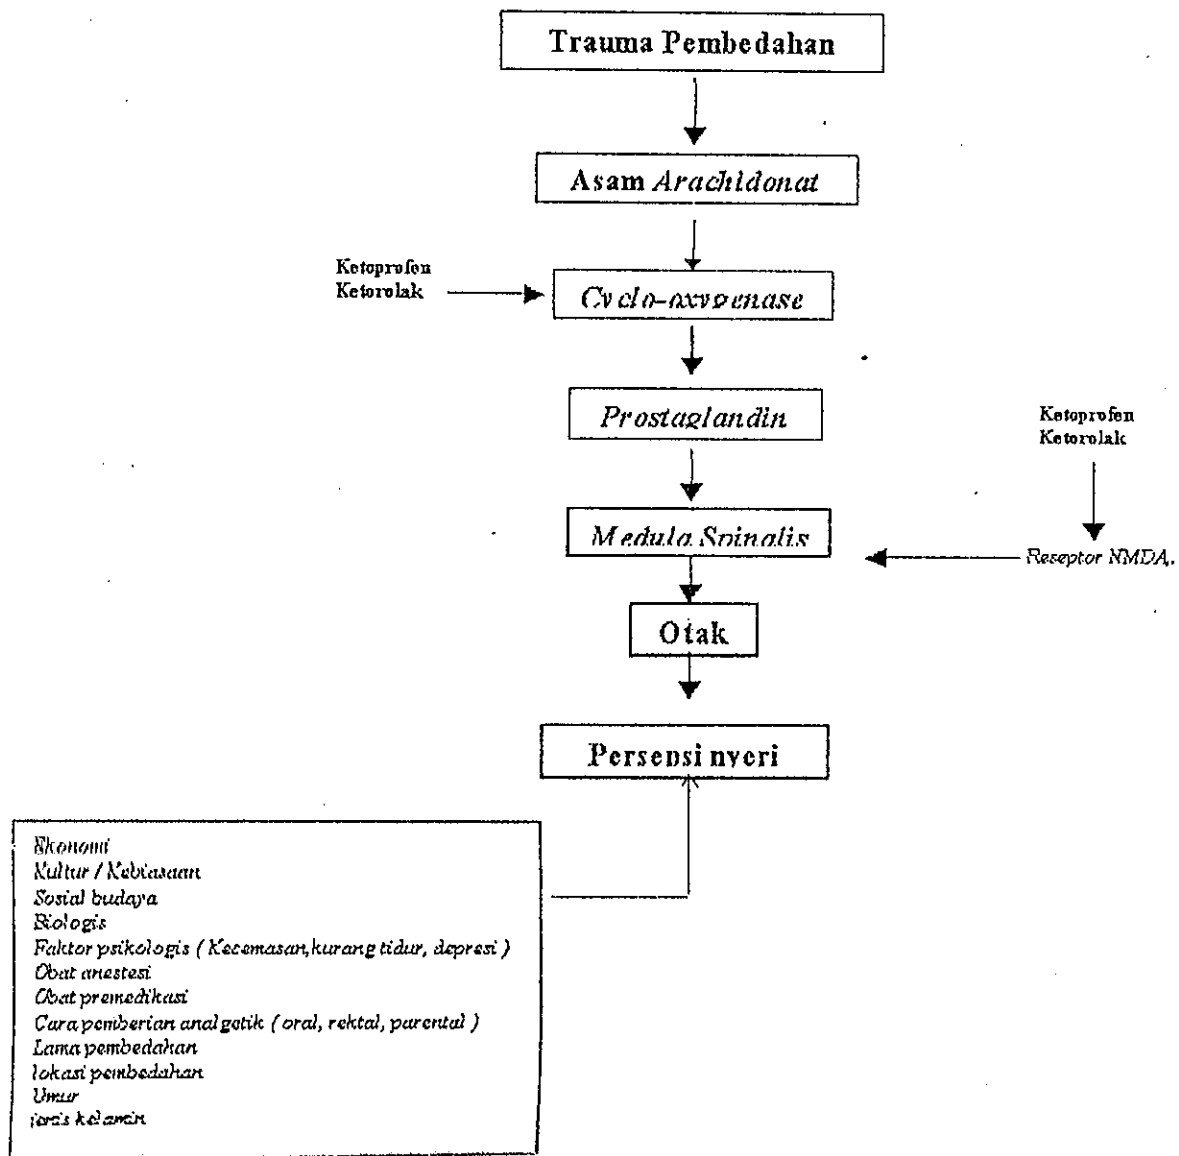 Trauma Pembedahan
Asam Arachidonat
Ketoprofen
Ketorolak
Cyclo-oxygenase
Prostaglandin
Ketoprofen
Ketorolak
Medula Spinalis
Reseptor NMDA.
Otak
Persepsi nyeri
Ekonomi
Kultur / Kebiasaan
Sosial budaya
Biologis
Faktor psikologis ( Kecemasan, kurang tidur, depresi )
Obat anestesi
Obat premedikasi
Cara pemberian analgetik ( oral, rektal, parental )
Lama pembedahan
lokasi pembedahan
Umur
jenis kelamin